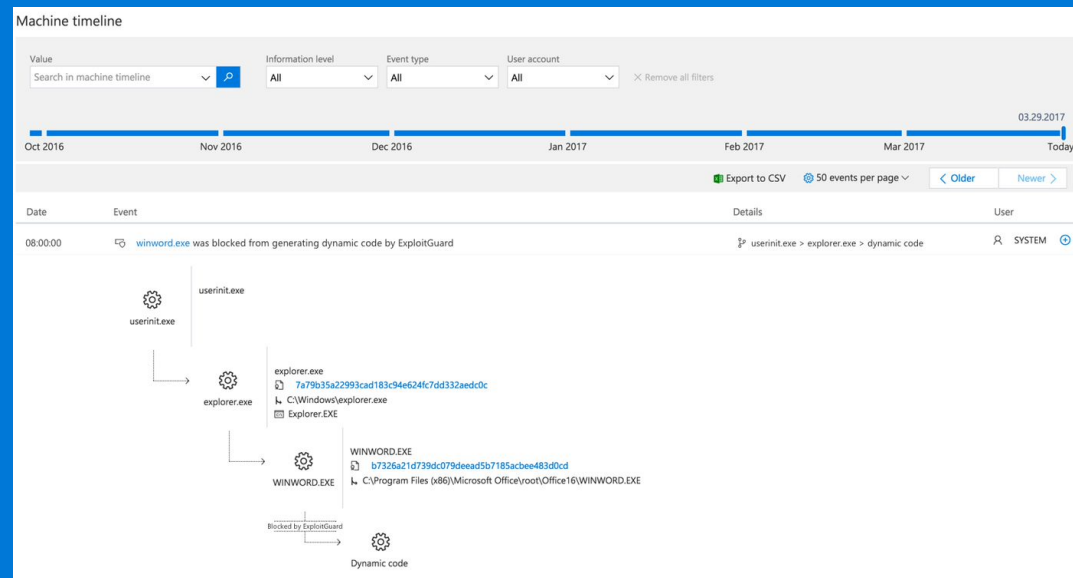 Machine timeline
Value
Information level
Event type
User account
Search in machine timeline
All
All
All
Remove all filters
03.29.2017
Oct 2016
Nov 2016
Dec 2016
Jan 2017
Feb 2017
Mar 2017
Today
Export to CSV
50 events per page
Older
Newer
Date
Event
Details
User
08:00:00
winword.exe was blocked from generating dynamic code by ExploitGuard
userinit.exe > explorer.exe > dynamic code
SYSTEM
userinit.exe
userinit.exe
explorer.exe
explorer.exe
7a79b35a22993cad183c94e624fc7dd332aedc0c
C:\Windows\explorer.exe
Explorer.EXE
WINWORD.EXE
WINWORD.EXE
b7326a21d739dc079deead5b7185acbee483d0cd
C:\Program Files (x86)\Microsoft Office\root\Office16\WINWORD.EXE
Blocked by ExploitGuard
Dynamic code